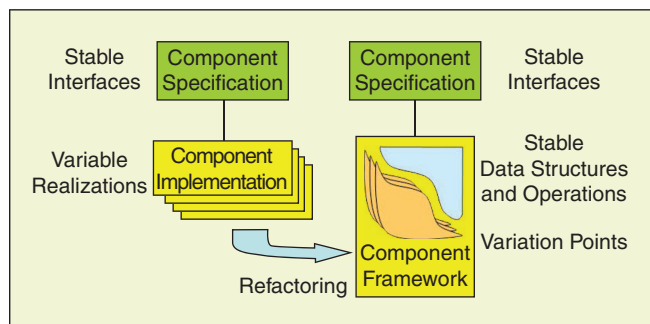 Stable
Interfaces
Component
Specification
Component
Specification
Stable
Interfaces
Variable
Realizations
Component
Implementation
Stable
Data Structures
and Operations
Variation Points
Refactoring
Component
Framework